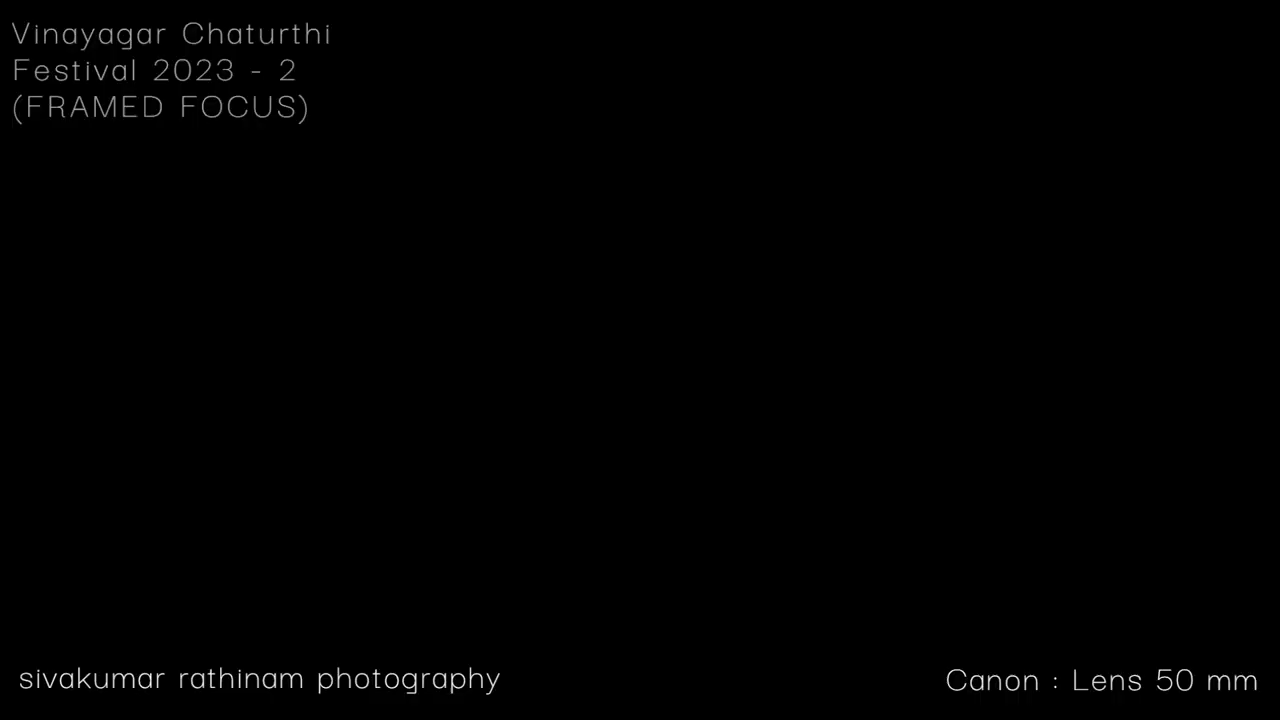 Vinayagar Chaturthi
Festival 2023 - 2
(FRAMED FOCUS)
sivakumar rathinam photography
Canon : Lens 50 mm